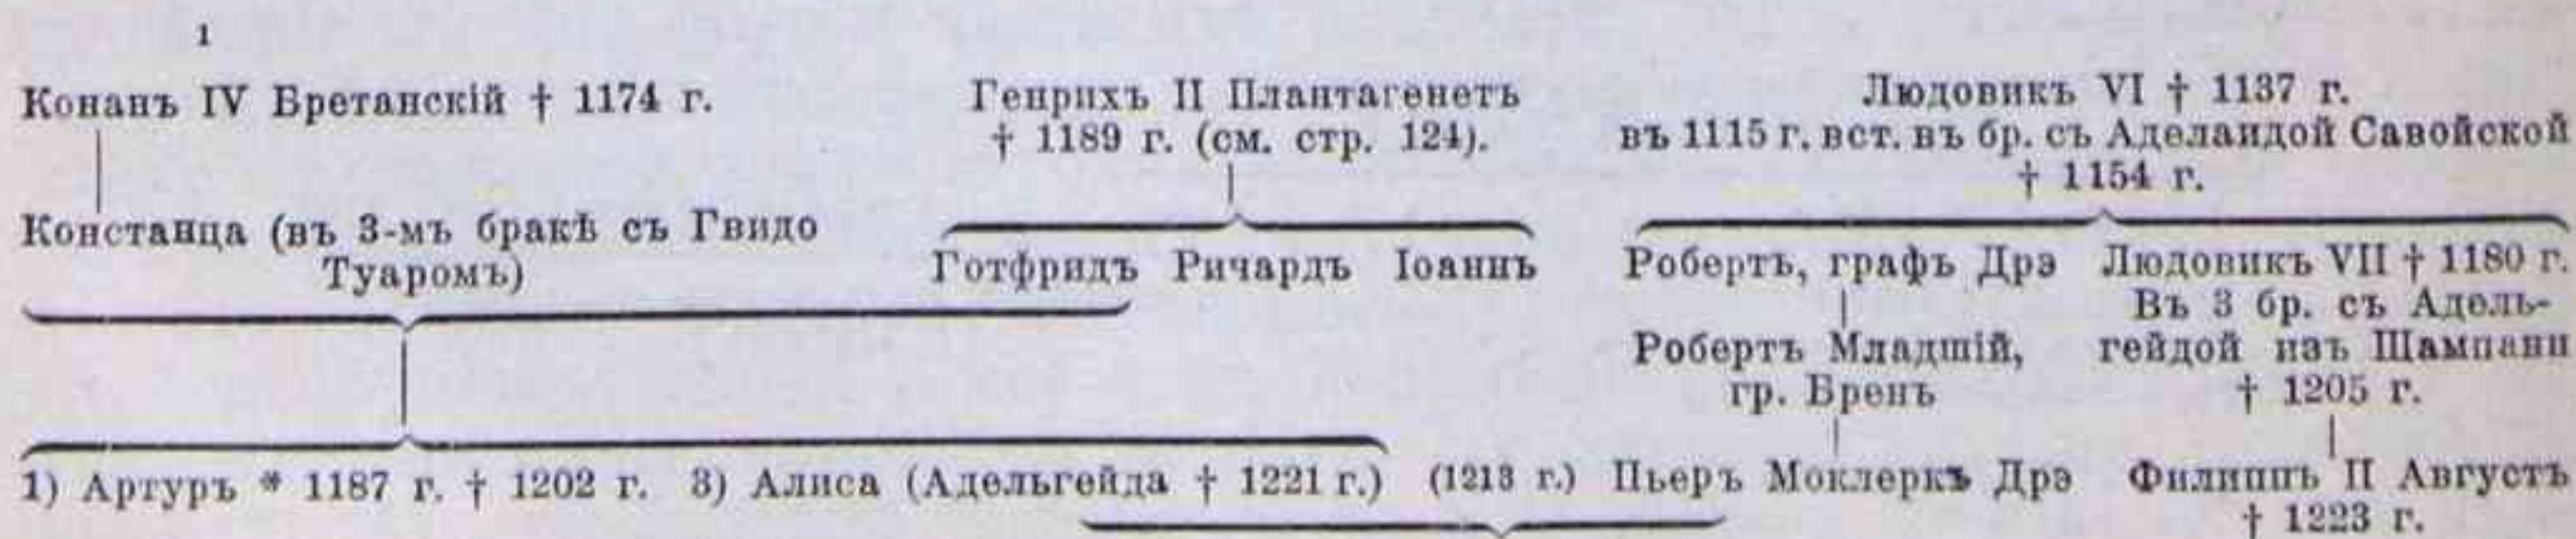 1
Конанъ IV Бретанскій † 1174 г.
Генрихъ II Плантагенетъ
† 1189 г. (см. стр. 124).
Людовикъ VI † 1137 г.
въ 1115 г. вст. въ бр. съ Аделаидой Савойской
† 1154 г.
Констанца (въ 3-мъ бракѣ съ Гвидо
Туаромъ)
Готфридъ Ричардъ Іоаннъ
Робертъ, графъ Дрэ
Людовикъ VII † 1180 г.
Въ 3 бр. съ Адель-
гейдой изъ Шампани
† 1205 г.
Робертъ Младшій,
гр. Бренъ
1) Артуръ * 1187 г. † 1202 г. 3) Алиса (Адельгейда † 1221 г.) (1213 г.) Пьеръ Моклеркъ Дрэ
Филиппъ II Августъ
† 1223 г.